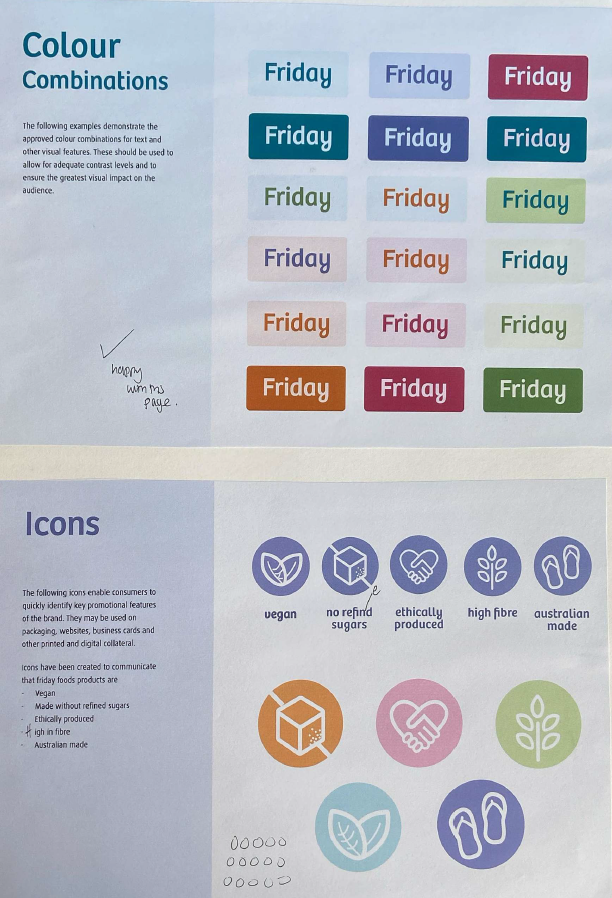 Colour
Combinations
The following examples demonstrate the
approved colour combinations for text and
other visual features. These should be used to
allow for adequate contrast levels and to
ensure the greatest visual impact on the
audience.
Friday Friday Friday
Friday Friday Friday
Friday Friday Friday
Friday Friday Friday
Friday Friday Friday
Friday Friday Friday
happy
page.
Icons
The following icons enable consumers to
quickly identify key promotional features
of the brand. They may be used on
packaging, websites, business cards and
other printed and digital collateral.
Icons have been created to communicate
that friday foods products are
- Vegan
- Made without refined sugars
- Ethically produced
- H igh in fibre
- Australian made
vegan
no refind e
sugars
ethically
produced
high fibre
australian
made